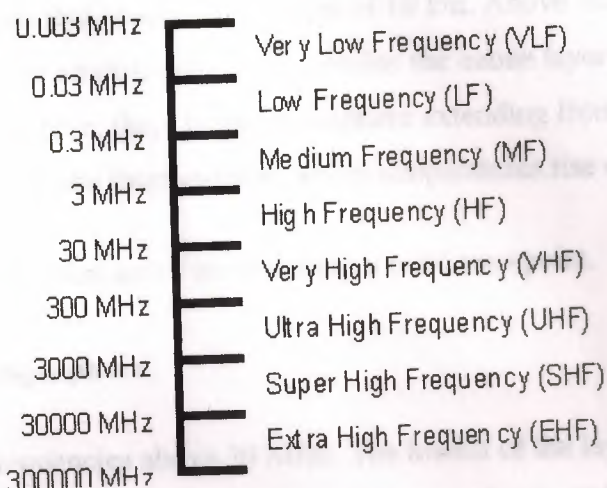 0.003 MHz
Very Low Frequency (VLF)
0.03 MHz
Low Frequency (LF)
0.3 MHz
Medium Frequency (MF)
3 MHz
High Frequency (HF)
30 MHz
Very High Frequency (VHF)
300 MHz
Ultra High Frequency (UHF)
3000 MHz
Super High Frequency (SHF)
30000 MHz
Extra High Frequency (EHF)
300000 MHz